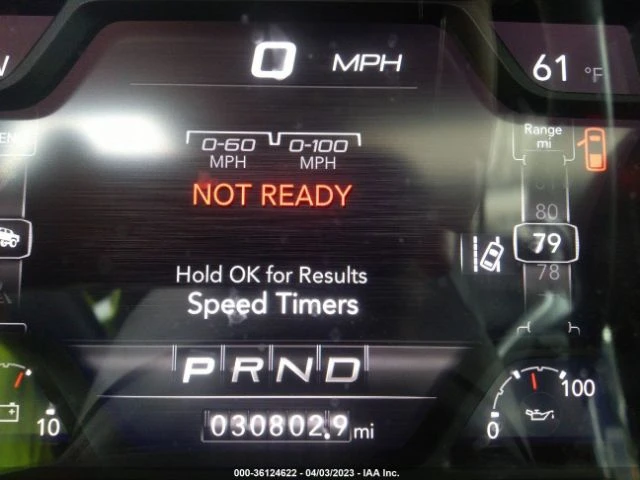 0 MPH
61 °F
0-60 0-100
MPH MPH
NOT READY
Range
mi
81
80
79
78
Hold OK for Results
Speed Timers
P R N D
030802.9 mi
10
0 100
000-36124622 - 04/03/2023 - IAA Inc.